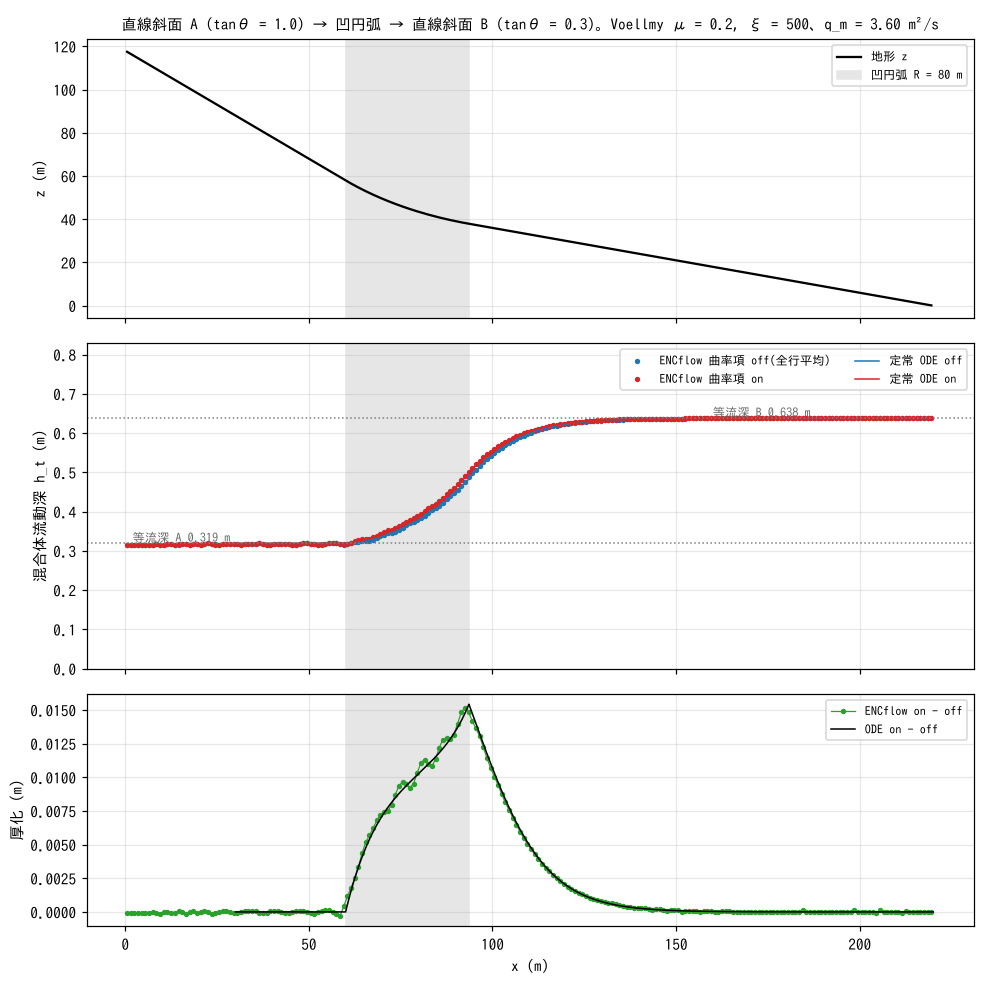 直線斜面 A (tanθ = 1.0) → 凹円弧 → 直線斜面 B (tanθ = 0.3)。Voellmy μ = 0.2, ξ = 500、q_m = 3.60 m²/s
120
100
80
60
40
20
0
z (m)
地形 z
凹円弧 R = 80 m
0.8
0.7
0.6
0.5
0.4
0.3
0.2
0.1
0.0
混合体流動深 h_t (m)
ENCflow 曲率項 off(全行平均)
ENCflow 曲率項 on
定常 ODE off
定常 ODE on
等流深 B 0.638 m
等流深 A 0.319 m
0.0150
0.0125
0.0100
0.0075
0.0050
0.0025
0.0000
厚化 (m)
ENCflow on − off
ODE on − off
0
50
100
150
200
x (m)